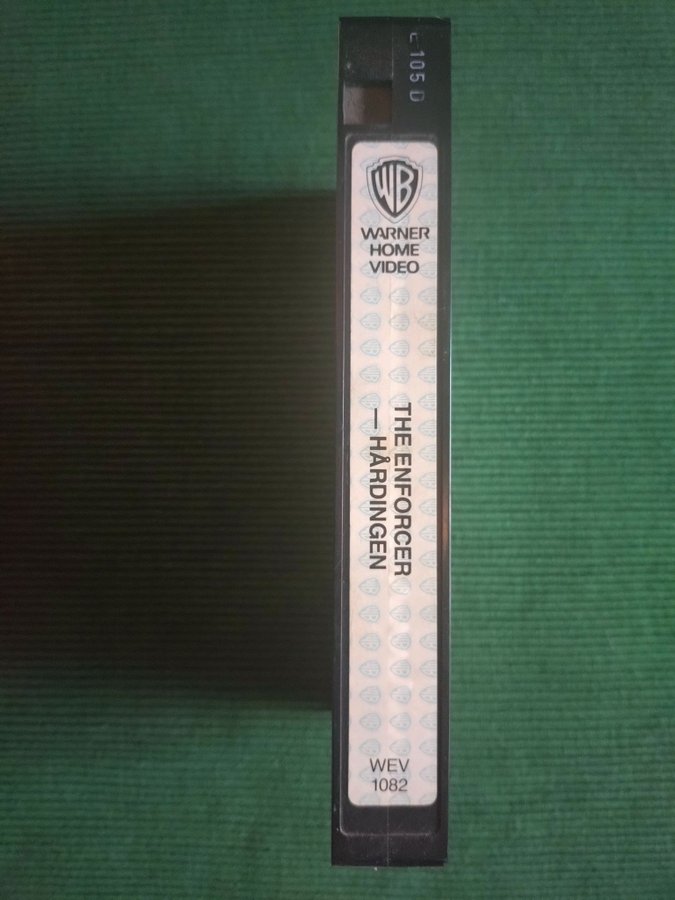 105 D
WB
WARNER
HOME
VIDEO
THE ENFORCER
— HÅRDINGEN
WEV
1082